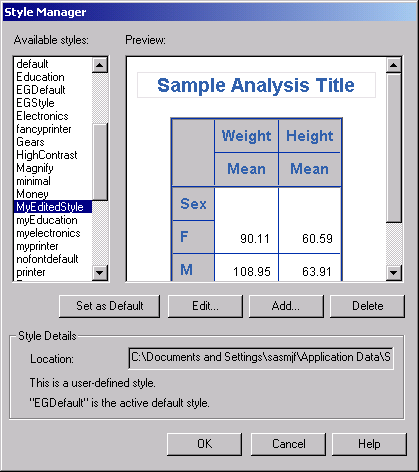 Style Manager
Available styles:
Preview:
default
Education
EGDefault
EGStyle
Electronics
fancyprinter
Gears
HighContrast
Magnify
minimal
Money
MyEditedStyle
myEducation
myelectronics
myprinter
nofontdefault
printer
Sample Analysis Title
Weight Height
Mean Mean
Sex
F 90.11 60.59
M 108.95 63.91
Set as Default Edit... Add... Delete
Style Details
Location: C:\Documents and Settings\sasmjf\Application Data\S
This is a user-defined style.
"EGDefault" is the active default style.
OK Cancel Help